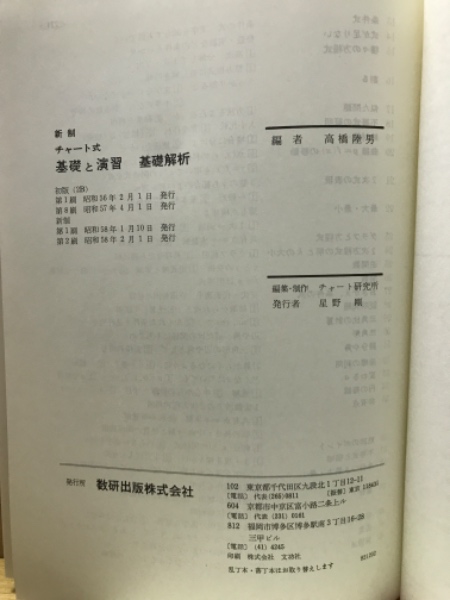 新制
チャート式
基礎と演習 基礎解析
初版 (ⅡB)
第1刷 昭和56年2月1日 発行
第6刷 昭和57年4月1日 発行
新制
第1刷 昭和58年1月10日 発行
第2刷 昭和58年2月1日 発行
編者 高橋陸男
編集・制作 チャート研究所
発行者 星野
発行所 数研出版株式会社
102 東京都千代田区九段北1丁目12-11
〔電話〕代表(265)0811 〔振替〕東京
604 京都市中京区富小路二条上ル
〔電話〕代表(231)0161
812 福岡市博多区博多駅南3丁目16-28
三甲ビル
〔電話〕(41)4245
印刷 株式会社 文功社
乱丁本・落丁本はお取り替えします